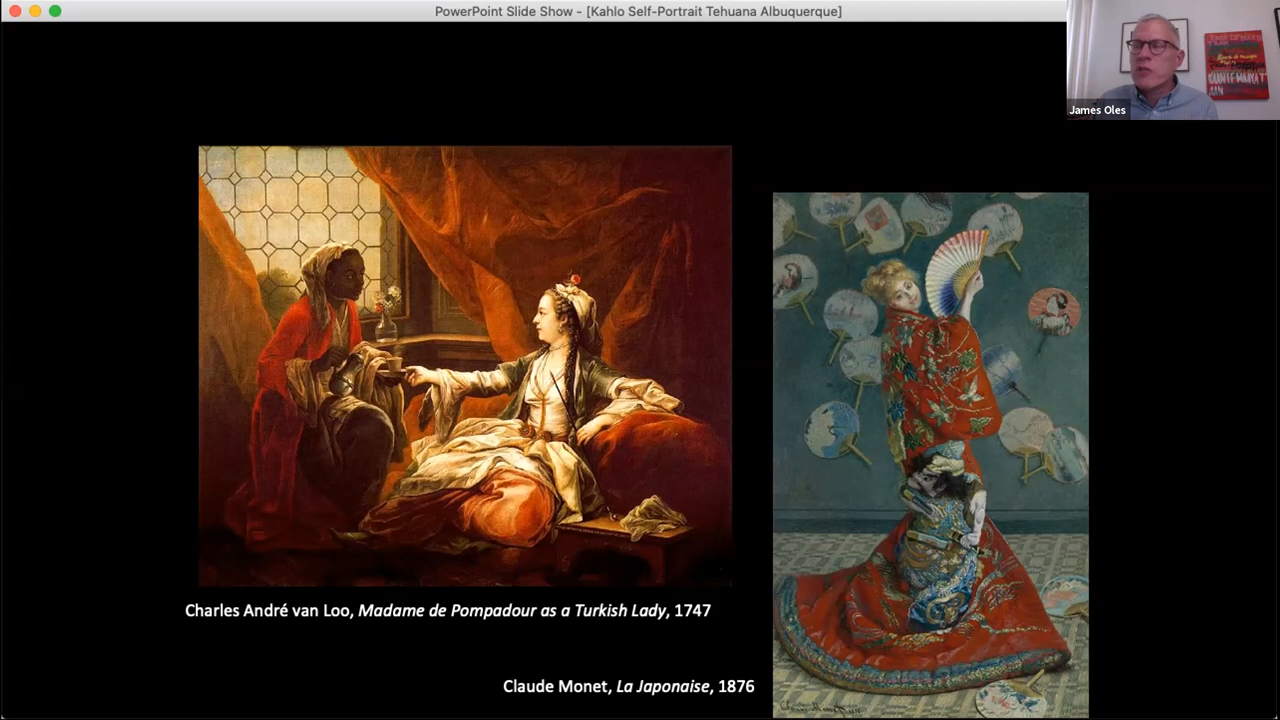 PowerPoint Slide Show - [Kahlo Self-Portrait Tehuana Albuquerque]
James Oles
Charles André van Loo, Madame de Pompadour as a Turkish Lady, 1747
Claude Monet, La Japonaise, 1876